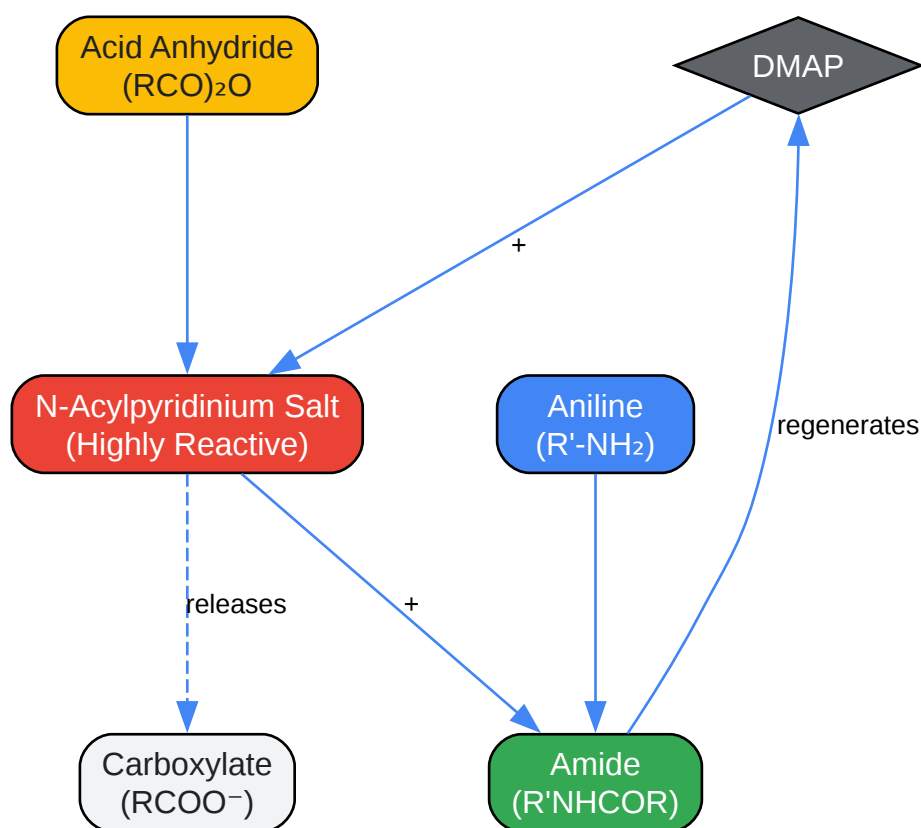 Acid Anhydride
(RCO)₂O
DMAP
+
N-Acylpyridinium Salt
(Highly Reactive)
Aniline
(R'-NH₂)
regenerates
releases
+
Carboxylate
(RCOO⁻)
Amide
(R'NHCOR)